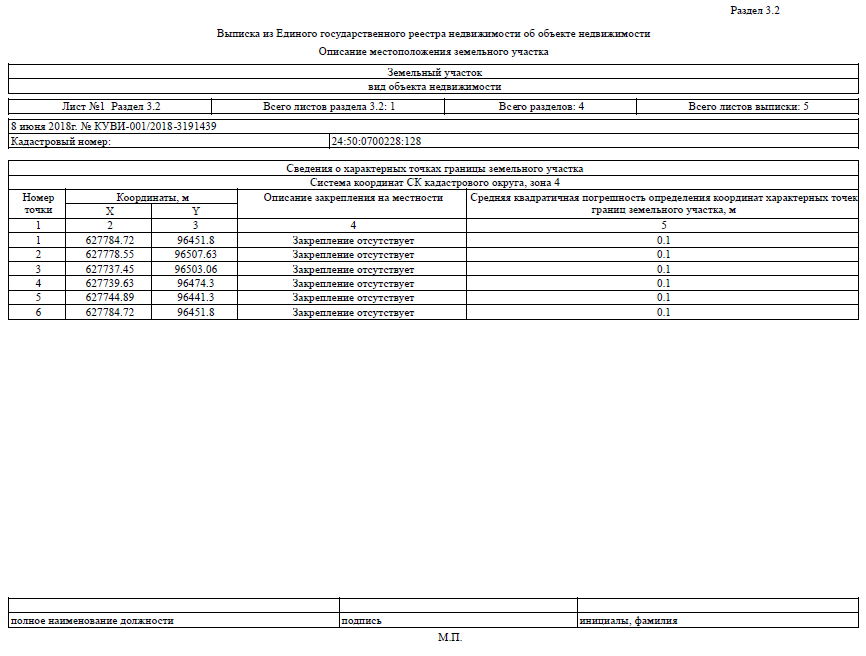 Раздел 3.2
Выписка из Единого государственного реестра недвижимости об объекте недвижимости
Описание местоположения земельного участка
Земельный участок
вид объекта недвижимости
Лист №1 Раздел 3.2 Всего листов раздела 3.2: 1 Всего разделов: 4 Всего листов выписки: 5
8 июня 2018г. № КУВИ-001/2018-3191439
Кадастровый номер: 24:50:0700228:128
Сведения о характерных точках границы земельного участка
Система координат СК кадастрового округа, зона 4
Номер точки Координаты, м Описание закрепления на местности Средняя квадратичная погрешность определения координат характерных точек границ земельного участка, м
X Y
1 2 3 4 5
1 627784.72 96451.8 Закрепление отсутствует 0.1
2 627778.55 96507.63 Закрепление отсутствует 0.1
3 627737.45 96503.06 Закрепление отсутствует 0.1
4 627739.63 96474.3 Закрепление отсутствует 0.1
5 627744.89 96441.3 Закрепление отсутствует 0.1
6 627784.72 96451.8 Закрепление отсутствует 0.1
полное наименование должности подпись инициалы, фамилия
М.П.